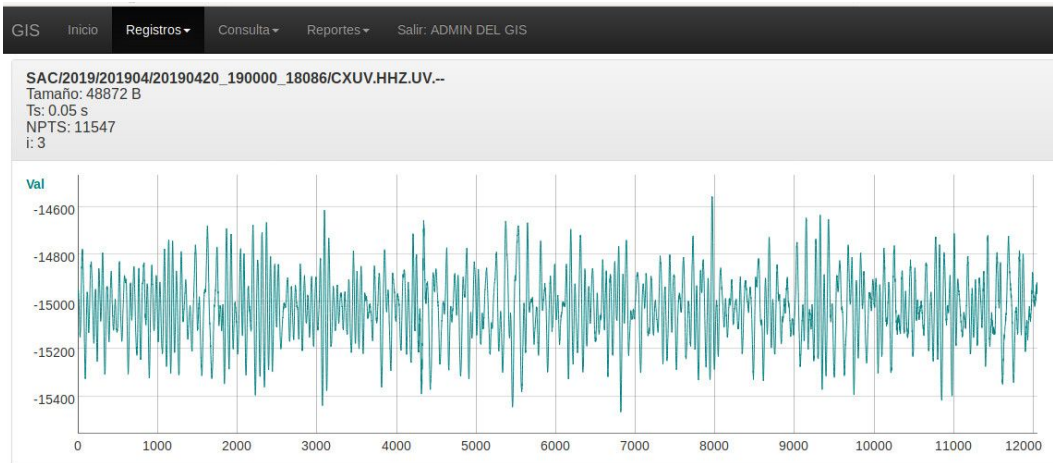 GIS Inicio Registros Consulta Reportes Salir: ADMIN DEL GIS
SAC/2019/201904/20190420_190000_18086/CXUV.HHZ.UV.--
Tamaño: 48872 B
Ts: 0.05 s
NPTS: 11547
i: 3
Val
-14600
-14800
-15000
-15200
-15400
0 1000 2000 3000 4000 5000 6000 7000 8000 9000 10000 11000 12000